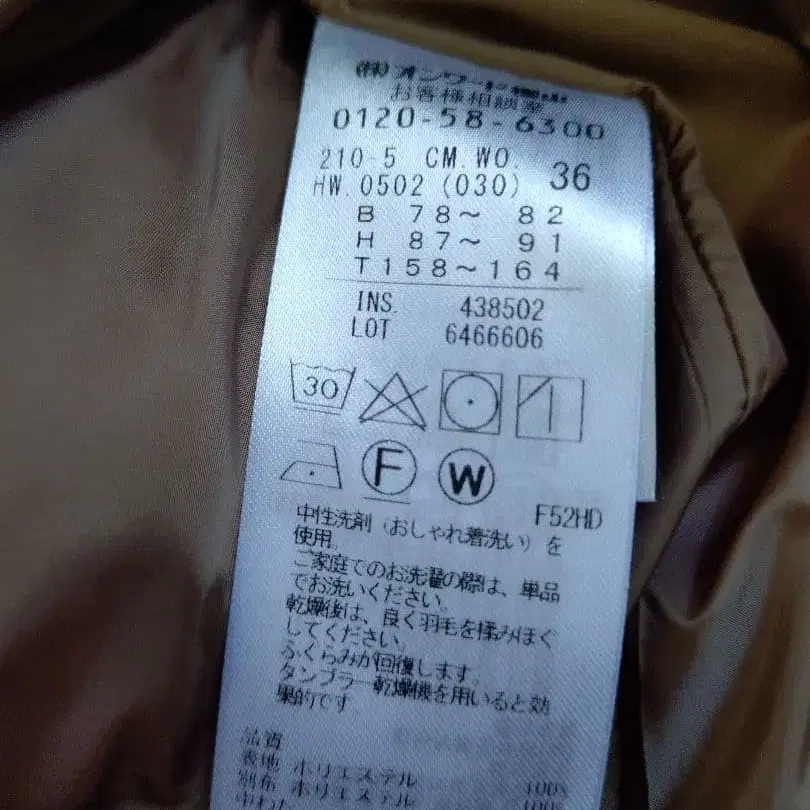 ㈱オンワード樫山
お客様相談室
0120-58-6300
210-5 CM.WO. 36
HW.0502 (030)
B 78～ 82
H 87～ 91
T158～164
INS. 438502
LOT 6466606
30
F W
F52HD
中性洗剤（おしゃれ着洗い）を
使用。
ご家庭でのお洗濯の際は、単品
でお洗いください。
乾燥後は、良く羽毛を揉みほぐ
してください。
ふくらみが回復します。
タンブラー乾燥機を用いると効
果的です
品質
表地 ポリエステル 100%
別布 ポリエステル 100%
中わた